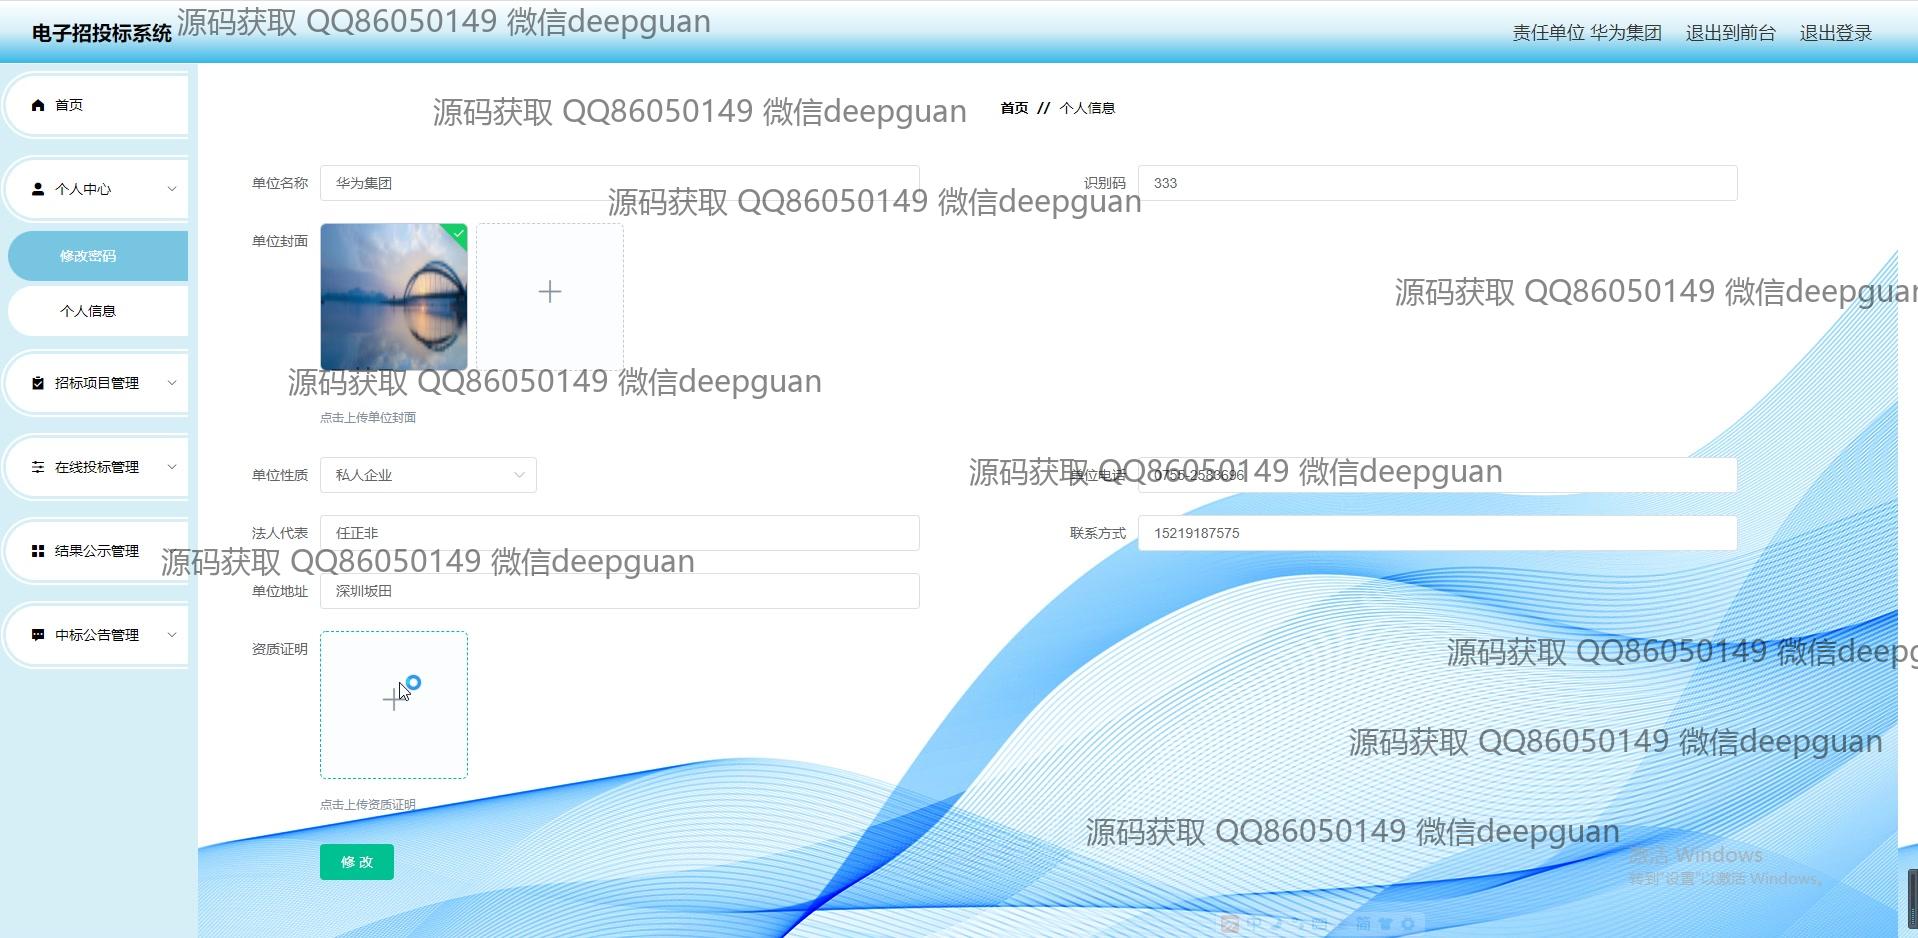 电子招投标系统
源码获取 QQ86050149 微信deepguan
责任单位 华为集团
退出到前台
退出登录
首页
源码获取 QQ86050149 微信deepguan
首页 // 个人信息
个人中心
单位名称
华为集团
识别码
333
源码获取 QQ86050149 微信deepguan
修改密码
单位封面
个人信息
源码获取 QQ86050149 微信deepguan
招标项目管理
源码获取 QQ86050149 微信deepguan
点击上传单位封面
在线投标管理
单位性质
私人企业
单位电话
0755-2583696
源码获取 QQ86050149 微信deepguan
法人代表
任正非
联系方式
15219187575
结果公示管理
源码获取 QQ86050149 微信deepguan
单位地址
深圳坂田
中标公告管理
资质证明
源码获取 QQ86050149 微信deepg
源码获取 QQ86050149 微信deepguan
点击上传资质证明
源码获取 QQ86050149 微信deepguan
修 改
激活 Windows
转到"设置"以激活 Windows。
中
简